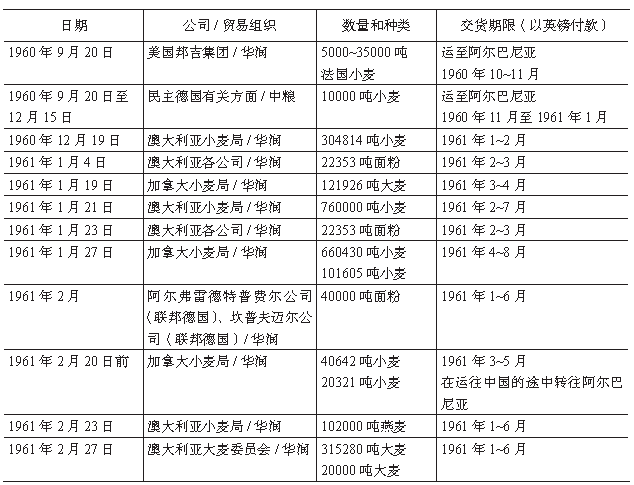 日期 公司 / 贸易组织 数量和种类 交货期限（以英镑付款）
1960 年 9 月 20 日 美国邦吉集团 / 华润 5000~35000 吨 运至阿尔巴尼亚
法国小麦 1960 年 10~11 月
1960 年 9 月 20 日至 民主德国有关方面 / 中粮 10000 吨小麦 运至阿尔巴尼亚
12 月 15 日 1960 年 11 月至 1961 年 1 月
1960 年 12 月 19 日 澳大利亚小麦局 / 华润 304814 吨小麦 1961 年 1~2 月
1961 年 1 月 4 日 澳大利亚各公司 / 华润 22353 吨面粉 1961 年 2~3 月
1961 年 1 月 19 日 加拿大小麦局 / 华润 121926 吨大麦 1961 年 3~4 月
1961 年 1 月 21 日 澳大利亚小麦局 / 华润 760000 吨小麦 1961 年 2~7 月
1961 年 1 月 23 日 澳大利亚各公司 / 华润 22353 吨面粉 1961 年 2~3 月
1961 年 1 月 27 日 加拿大小麦局 / 华润 660430 吨小麦 1961 年 4~8 月
101605 吨小麦
1961 年 2 月 阿尔弗雷德特普费尔公司 40000 吨面粉 1961 年 1~6 月
（联邦德国）、坎普夫迈尔公
司（联邦德国）/ 华润
1961 年 2 月 20 日前 加拿大小麦局 / 华润 40642 吨小麦 1961 年 3~5 月
20321 吨小麦 在运往中国的途中转往阿尔巴
尼亚
1961 年 2 月 23 日 澳大利亚小麦局 / 华润 102000 吨燕麦 1961 年 1~6 月
1961 年 2 月 27 日 澳大利亚大麦委员会 / 华润 315280 吨大麦 1961 年 1~6 月
20000 吨大麦